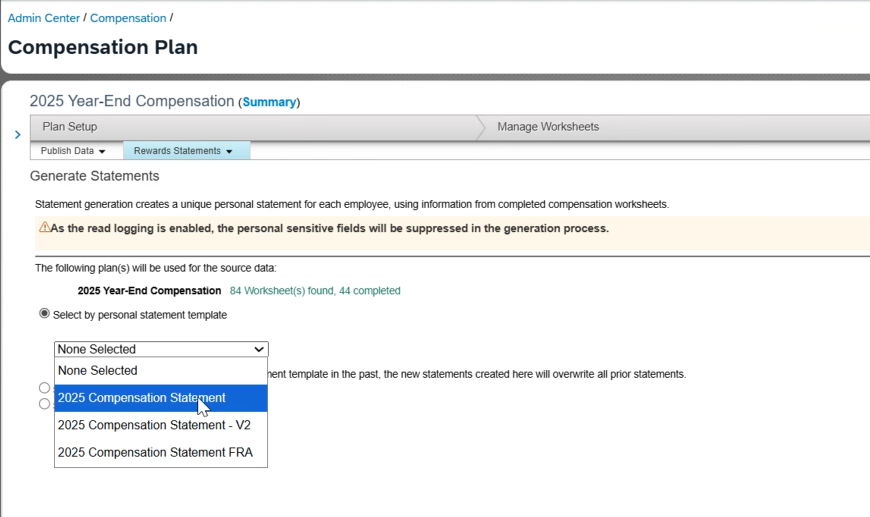 Admin Center / Compensation /
Compensation Plan
2025 Year-End Compensation (Summary)
Plan Setup
Manage Worksheets
Publish Data
Rewards Statements
Generate Statements
Statement generation creates a unique personal statement for each employee, using information from completed compensation worksheets.
As the read logging is enabled, the personal sensitive fields will be suppressed in the generation process.
The following plan(s) will be used for the source data:
2025 Year-End Compensation 84 Worksheet(s) found, 44 completed
Select by personal statement template
None Selected
None Selected
template in the past, the new statements created here will overwrite all prior statements.
2025 Compensation Statement
2025 Compensation Statement - V2
2025 Compensation Statement FRA